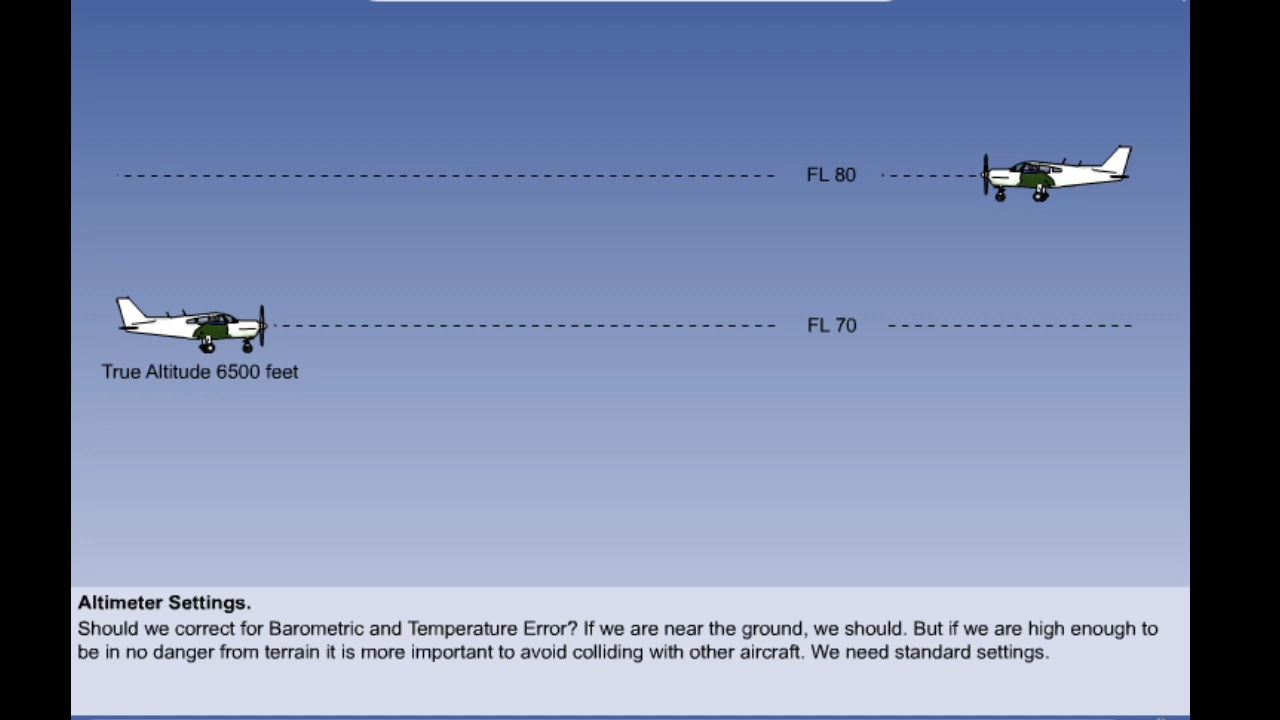 FL 80
FL 70
True Altitude 6500 feet
Altimeter Settings.
Should we correct for Barometric and Temperature Error? If we are near the ground, we should. But if we are high enough to
be in no danger from terrain it is more important to avoid colliding with other aircraft. We need standard settings.